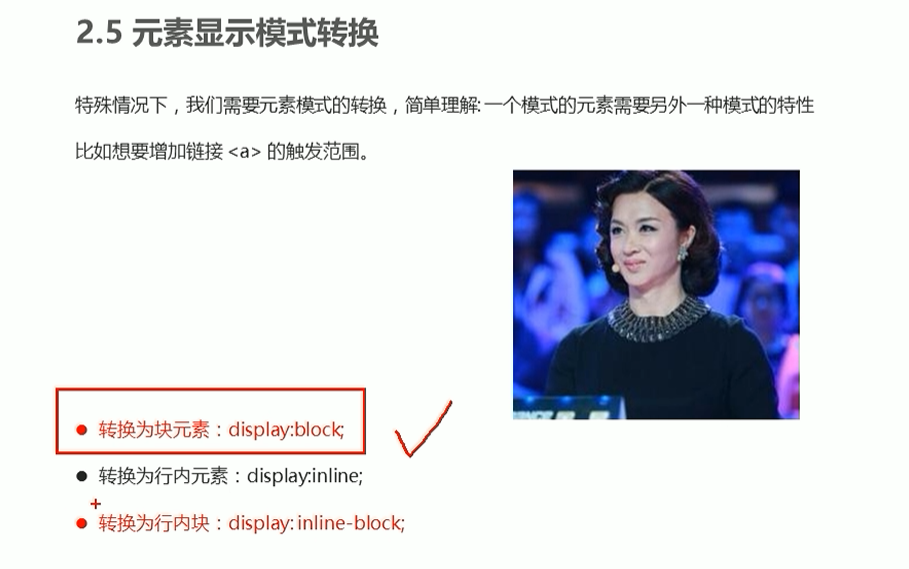 2.5 元素显示模式转换
特殊情况下，我们需要元素模式的转换，简单理解: 一个模式的元素需要另外一种模式的特性
比如想要增加链接 <a> 的触发范围。
● 转换为块元素：display:block;
● 转换为行内元素：display:inline;
● 转换为行内块：display: inline-block;